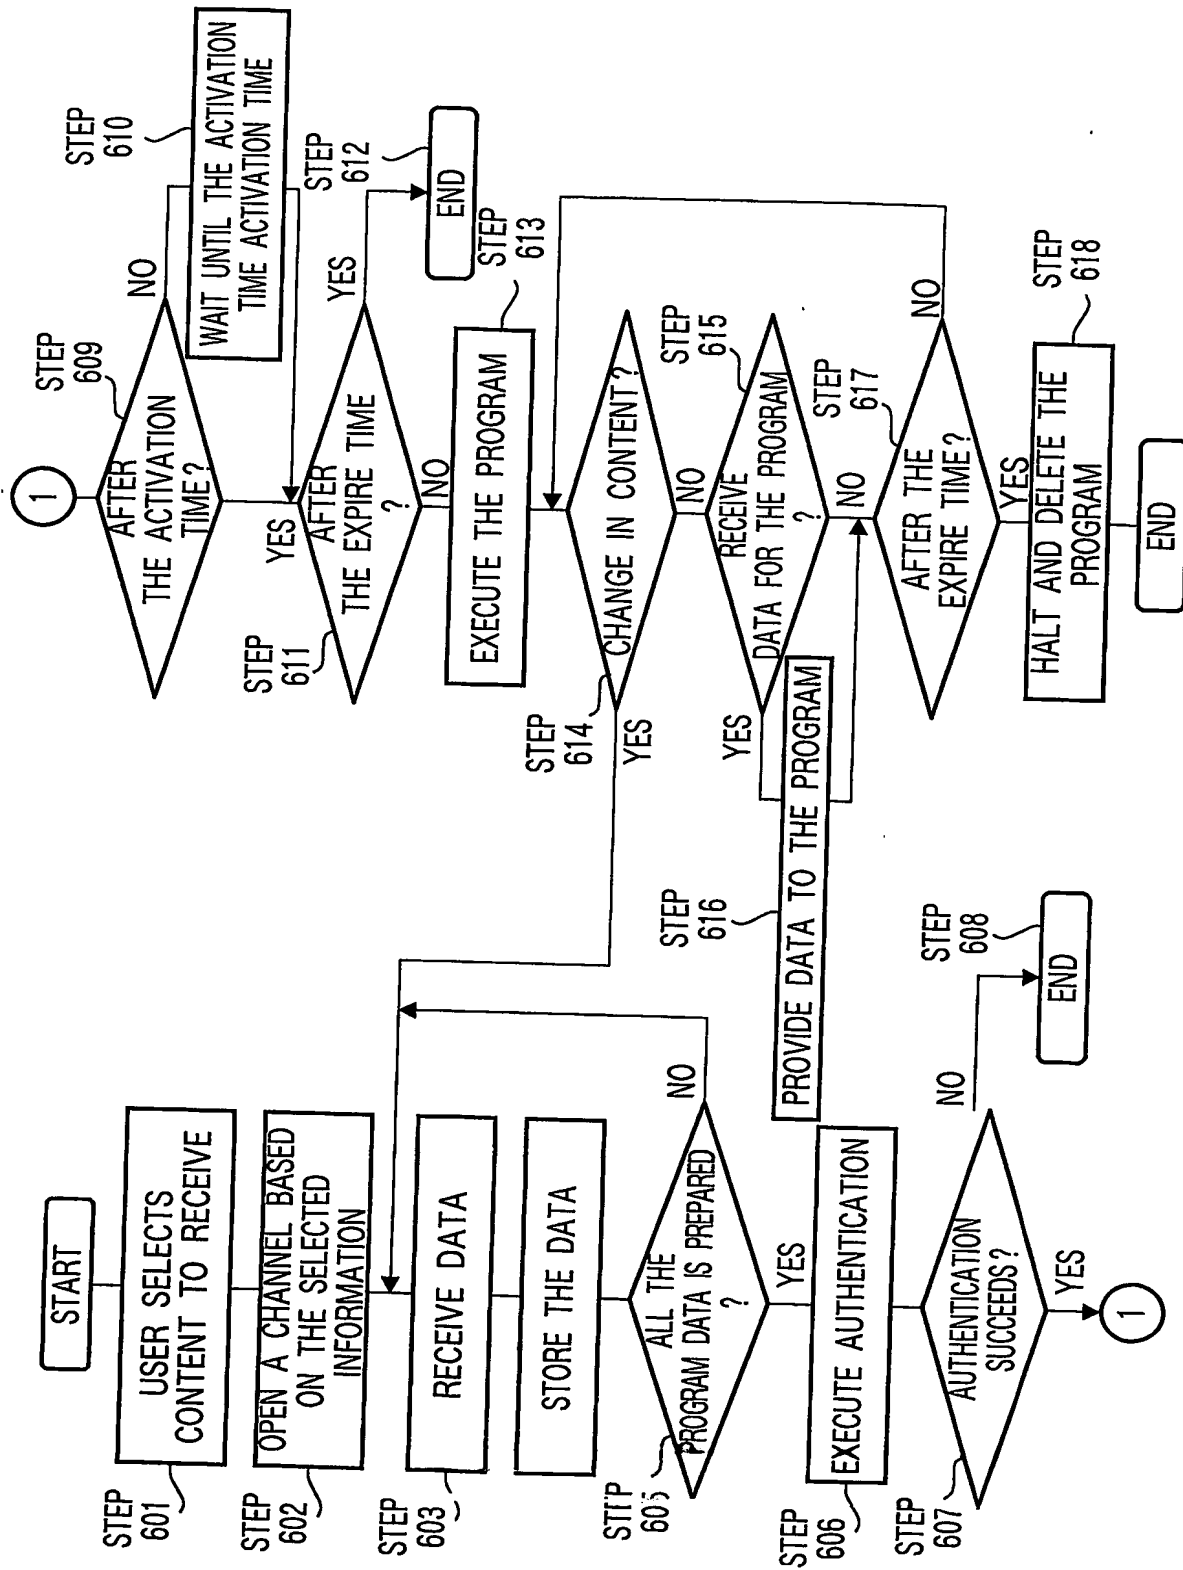 START
USER SELECTS
CONTENT TO RECEIVE
STEP
601
OPEN A CHANNEL BASED
ON THE SELECTED
INFORMATION
STEP
602
RECEIVE DATA
STEP
603
STORE THE DATA
ALL THE
PROGRAM DATA IS PREPARED
?
STEP
605
NO
YES
EXECUTE AUTHENTICATION
STEP
606
AUTHENTICATION
SUCCEEDS?
STEP
607
NO
STEP
608
END
YES
1
1
AFTER
THE ACTIVATION
TIME?
STEP
609
NO
STEP
610
WAIT UNTIL THE ACTIVATION
TIME ACTIVATION TIME
YES
AFTER
THE EXPIRE TIME
?
STEP
611
YES
STEP
612
END
NO
EXECUTE THE PROGRAM
STEP
613
CHANGE IN CONTENT?
STEP
614
YES
NO
RECEIVE
DATA FOR THE PROGRAM
?
STEP
615
YES
STEP
616
PROVIDE DATA TO THE PROGRAM
NO
AFTER THE
EXPIRE TIME?
STEP
617
NO
YES
HALT AND DELETE THE
PROGRAM
STEP
618
END